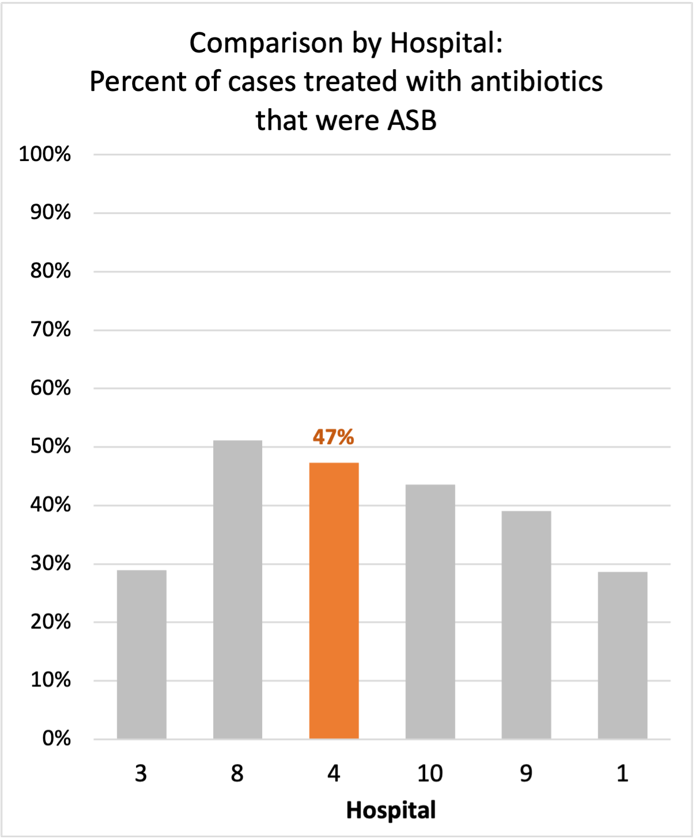 Comparison by Hospital:
Percent of cases treated with antibiotics
that were ASB
100%
90%
80%
70%
60%
50%
47%
40%
30%
20%
10%
0%
3 8 4 10 9 1
Hospital